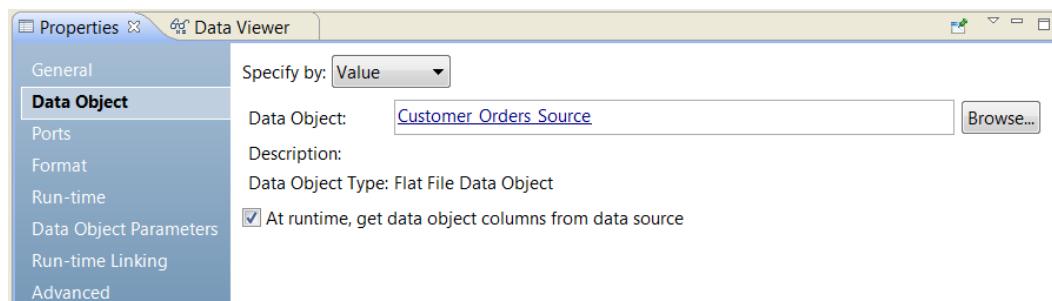 Properties Data Viewer
General
Data Object
Ports
Format
Run-time
Data Object Parameters
Run-time Linking
Advanced
Specify by: Value
Data Object: Customer_Orders_Source Browse...
Description:
Data Object Type: Flat File Data Object
At runtime, get data object columns from data source